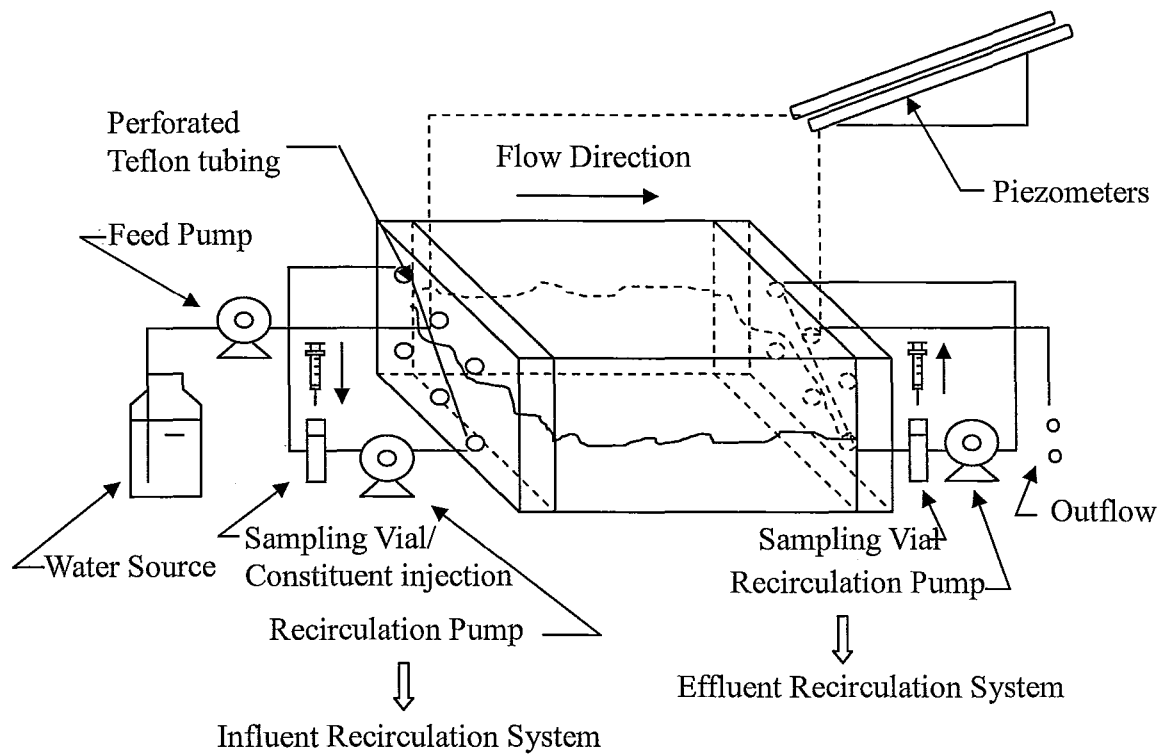 Perforated
Teflon tubing
Flow Direction
Piezometers
Feed Pump
Water Source
Sampling Vial/
Constituent injection
Recirculation Pump
Influent Recirculation System
Sampling Vial
Recirculation Pump
Effluent Recirculation System
Outflow